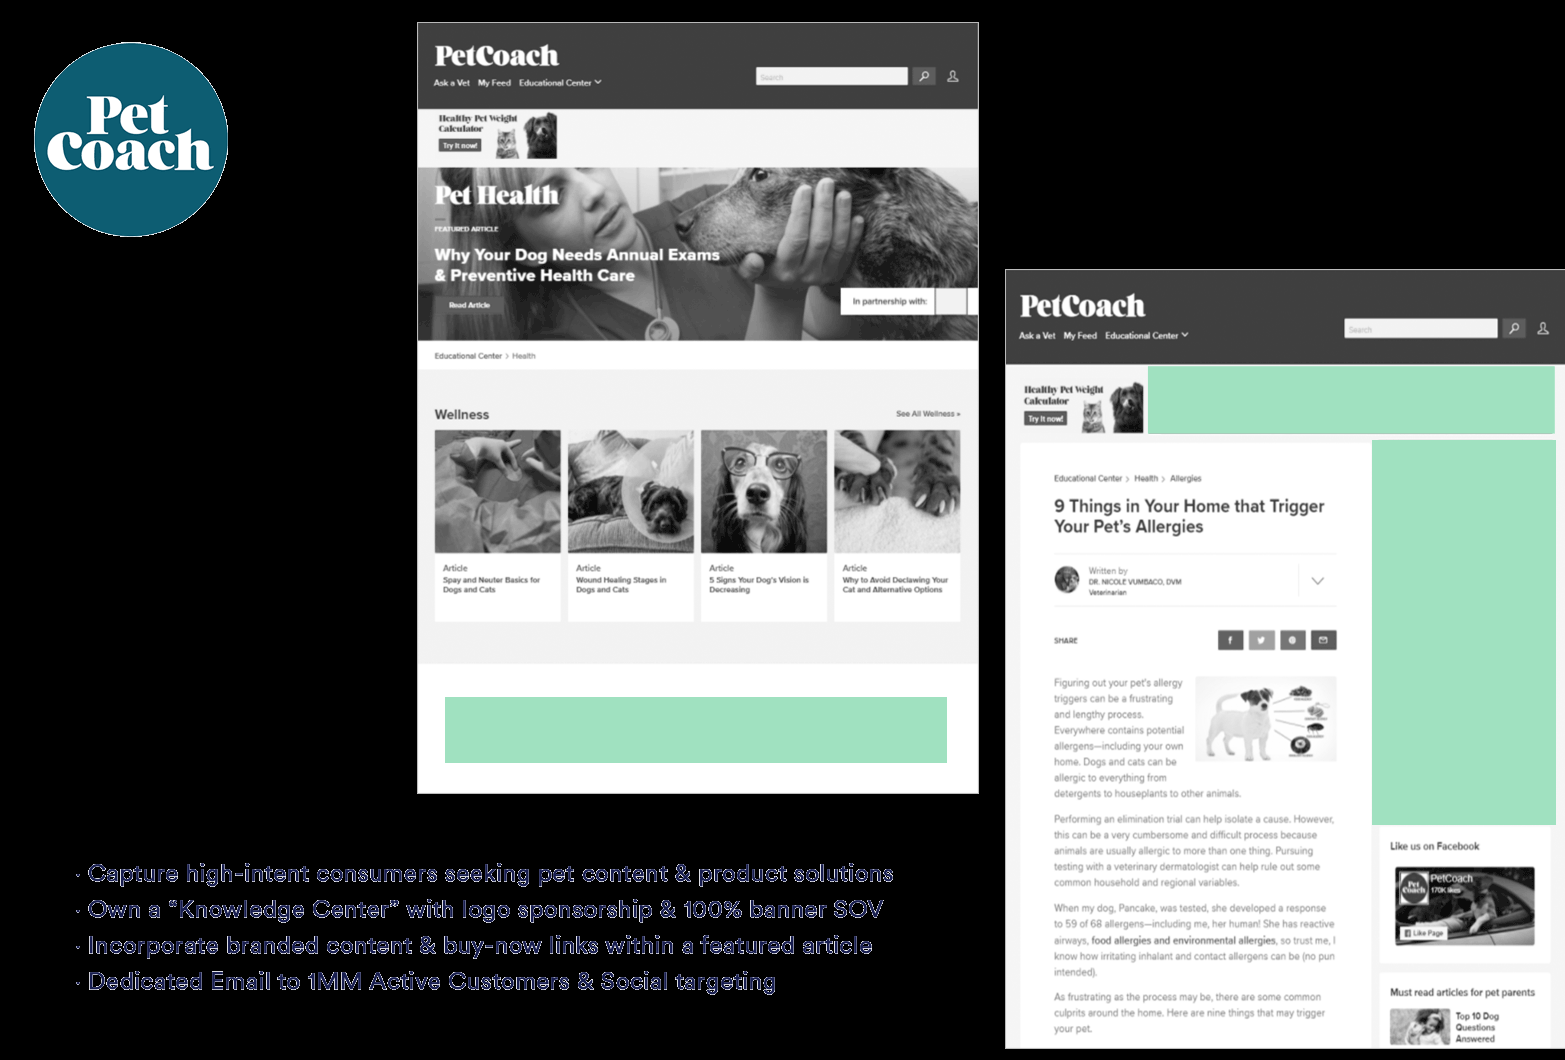 Pet
Coach
PetCoach
Ask a Vet My Feed Educational Center
Search
Healthy Pet Weight
Calculator
Try It now!
Pet Health
FEATURED ARTICLE
Why Your Dog Needs Annual Exams
& Preventive Health Care
Read Article
In partnership with:
Educational Center > Health
Wellness
See All Wellness »
Article
Spay and Neuter Basics for
Dogs and Cats
Article
Wound Healing Stages in
Dogs and Cats
Article
5 Signs Your Dog's Vision is
Decreasing
Article
Why to Avoid Declawing Your
Cat and Alternative Options
· Capture high-intent consumers seeking pet content & product solutions
· Own a “Knowledge Center” with logo sponsorship & 100% banner SOV
· Incorporate branded content & buy-now links within a featured article
· Dedicated Email to 1MM Active Customers & Social targeting
PetCoach
Ask a Vet My Feed Educational Center
Search
Healthy Pet Weight
Calculator
Try It now!
Educational Center > Health > Allergies
9 Things in Your Home that Trigger
Your Pet's Allergies
Written by
DR. NICOLE VUMBACO, DVM
Veterinarian
SHARE
Figuring out your pet's allergy
triggers can be a frustrating
and lengthy process.
Everywhere contains potential
allergens—including your own
home. Dogs and cats can be
allergic to everything from
detergents to houseplants to other animals.
Performing an elimination trial can help isolate a cause. However,
this can be a very cumbersome and difficult process because
animals are usually allergic to more than one thing. Pursuing
testing with a veterinary dermatologist can help rule out some
common household and regional variables.
When my dog, Pancake, was tested, she developed a response
to 59 of 68 allergens—including me, her human! She has reactive
airways, food allergies and environmental allergies, so trust me, I
know how irritating inhalant and contact allergens can be (no pun
intended).
As frustrating as the process may be, there are some common
culprits around the home. Here are nine things that may trigger
your pet.
Like us on Facebook
Pet
Coach
PetCoach
170K likes
Like Page
Must read articles for pet parents
Top 10 Dog
Questions
Answered